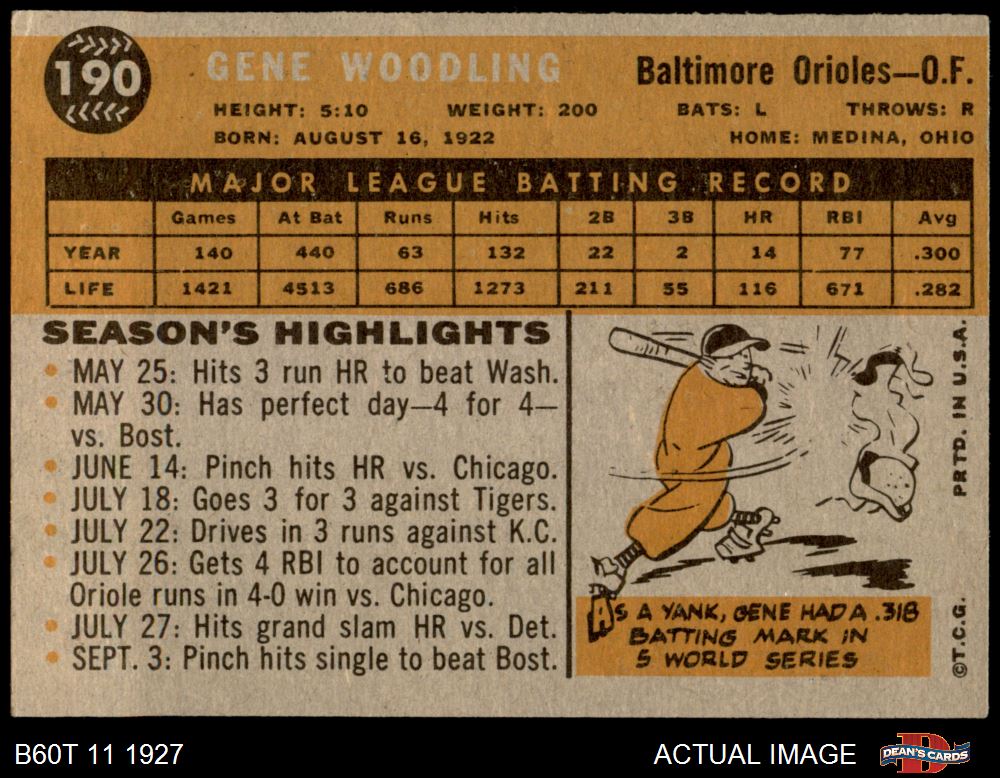 190
GENE WOODLING
Baltimore Orioles—O.F.
HEIGHT: 5:10 WEIGHT: 200 BATS: L THROWS: R
BORN: AUGUST 16, 1922 HOME: MEDINA, OHIO
MAJOR LEAGUE BATTING RECORD
Games At Bat Runs Hits 2B 3B HR RBI Avg
YEAR 140 440 63 132 22 2 14 77 .300
LIFE 1421 4513 686 1273 211 55 116 671 .282
SEASON'S HIGHLIGHTS
• MAY 25: Hits 3 run HR to beat Wash.
• MAY 30: Has perfect day—4 for 4—
vs. Bost.
• JUNE 14: Pinch hits HR vs. Chicago.
• JULY 18: Goes 3 for 3 against Tigers.
• JULY 22: Drives in 3 runs against K.C.
• JULY 26: Gets 4 RBI to account for all
Oriole runs in 4-0 win vs. Chicago.
• JULY 27: Hits grand slam HR vs. Det.
• SEPT. 3: Pinch hits single to beat Bost.
AS A YANK, GENE HAD A .318
BATTING MARK IN
5 WORLD SERIES
©T.C.G. PRTD. IN U.S.A.
B60T 11 1927
ACTUAL IMAGE
D
DEAN'S CARDS